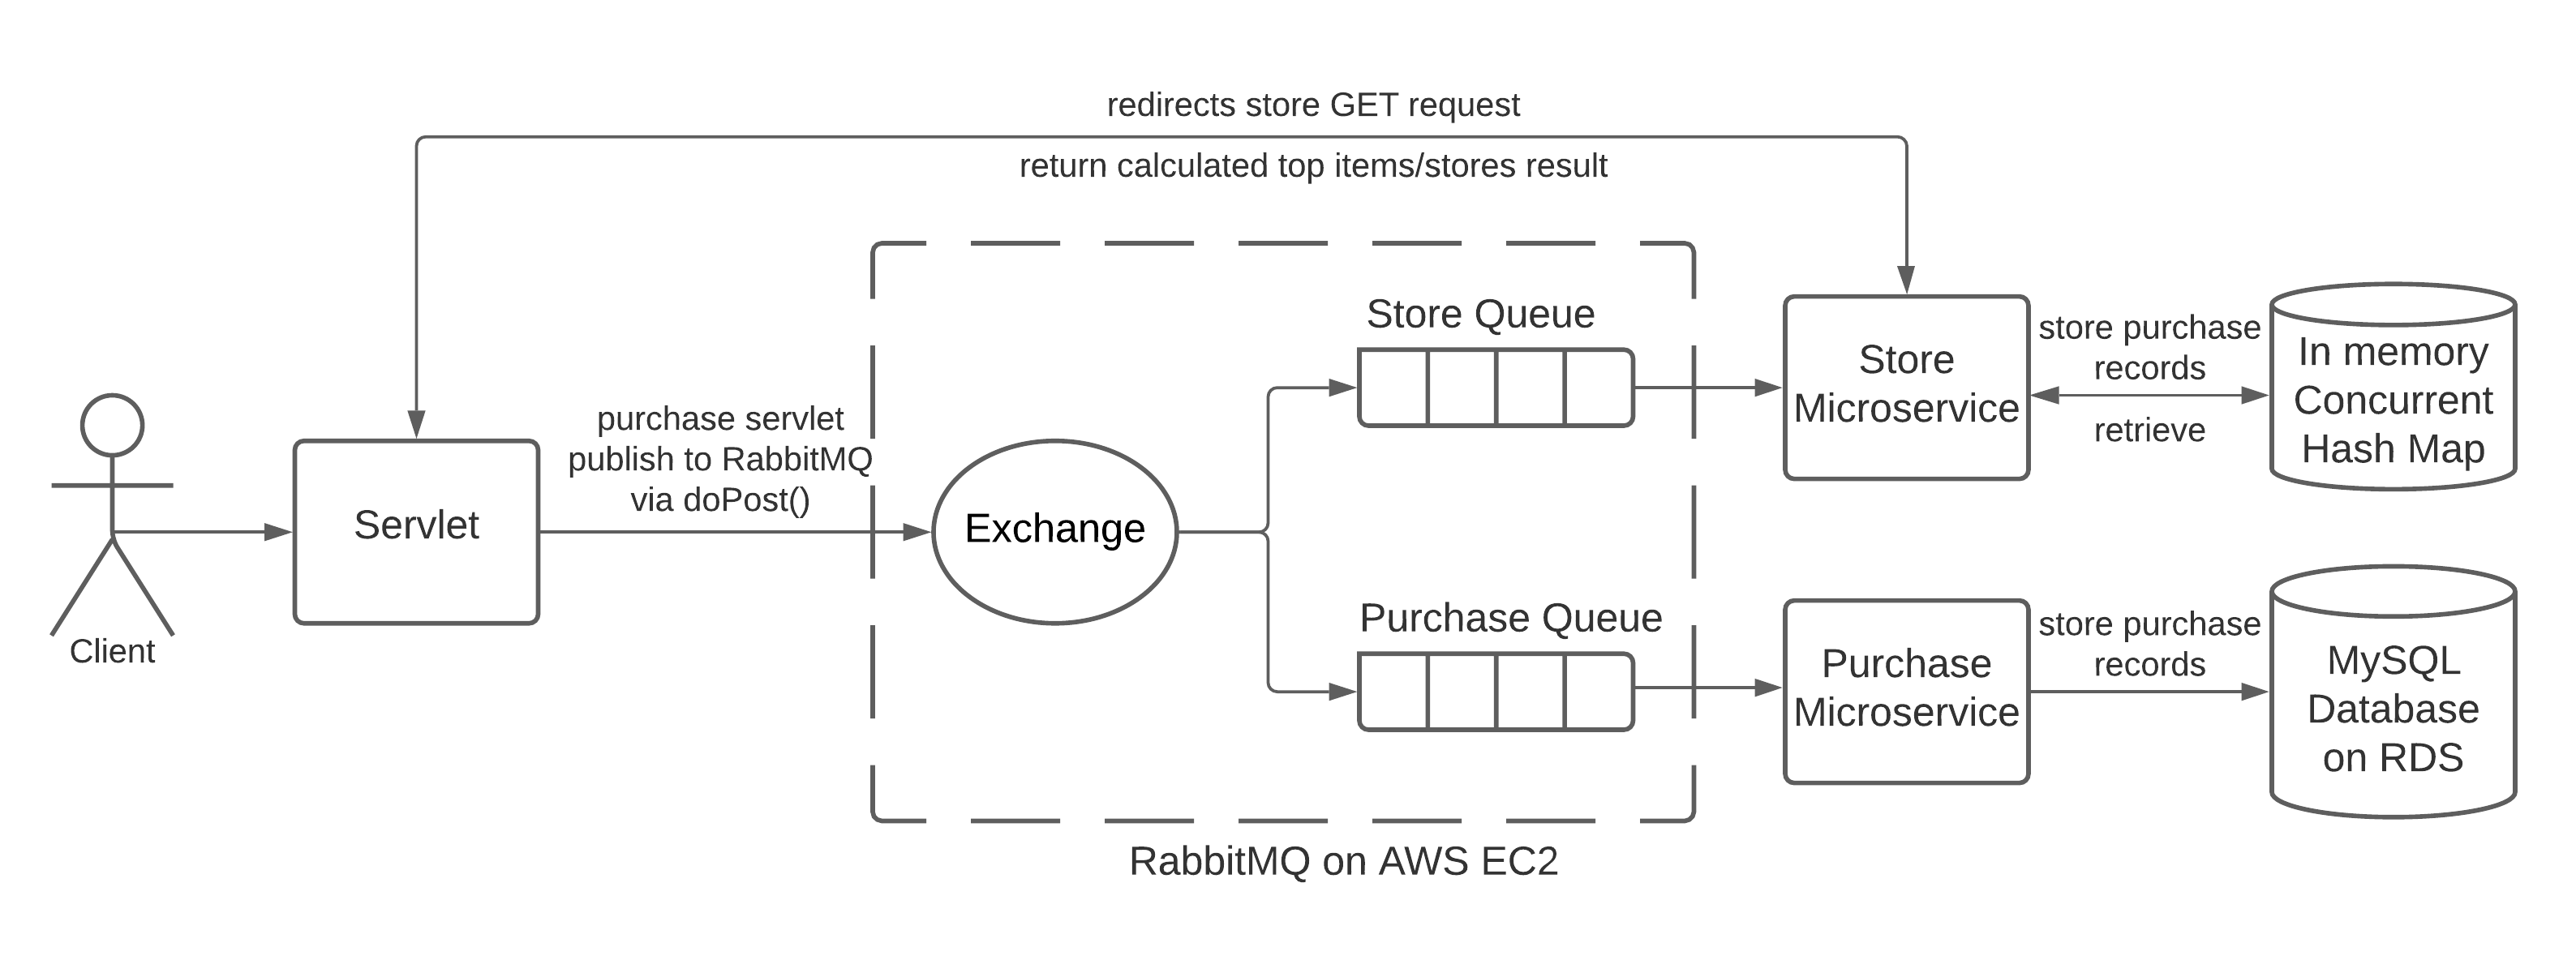 redirects store GET request
return calculated top items/stores result
Store Queue
Store
Microservice
store purchase
records
retrieve
In memory
Concurrent
Hash Map
purchase servlet
publish to RabbitMQ
via doPost()
Servlet
Exchange
Client
Purchase Queue
Purchase
Microservice
store purchase
records
MySQL
Database
on RDS
RabbitMQ on AWS EC2